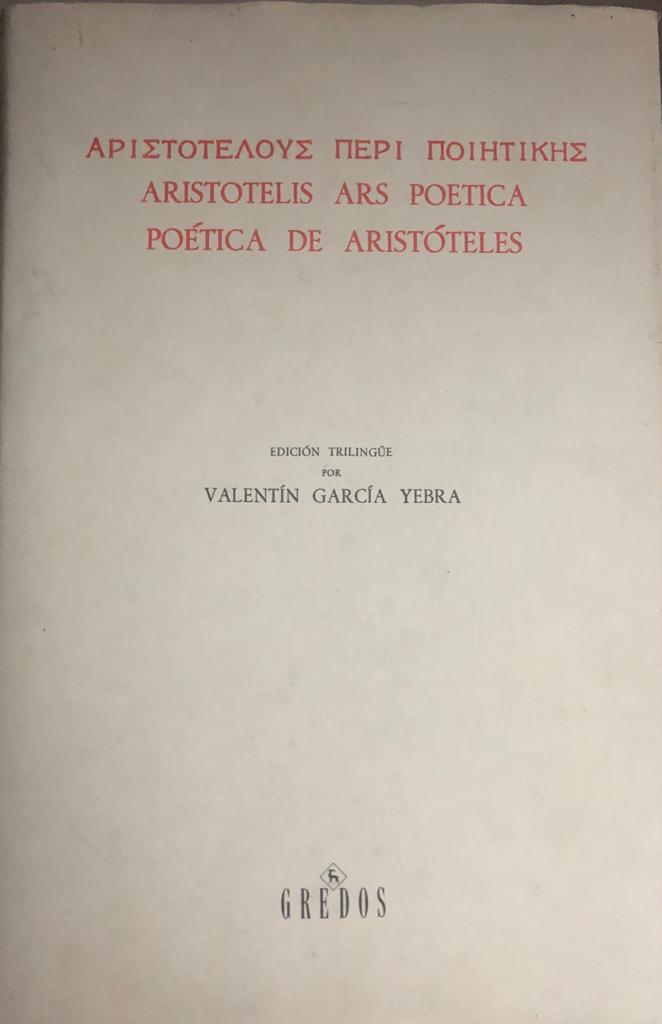 ΑΡΙΣΤΟΤΕΛΟΥΣ ΠΕΡΙ ΠΟΙΗΤΙΚΗΣ
ARISTOTELIS ARS POETICA
POÉTICA DE ARISTÓTELES
EDICIÓN TRILINGÜE
POR
VALENTÍN GARCÍA YEBRA
GREDOS